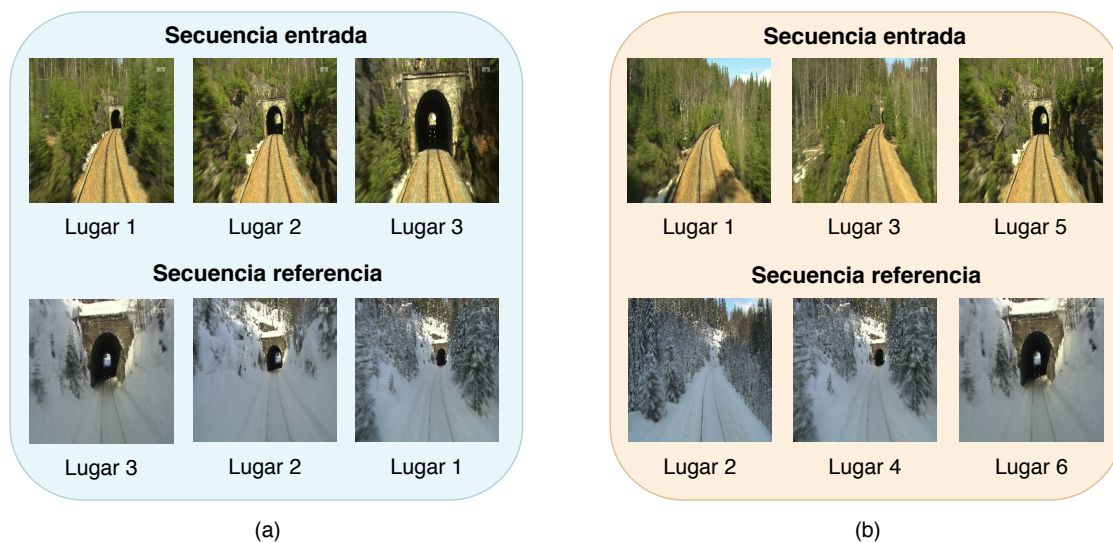 Secuencia entrada
Lugar 1 Lugar 2 Lugar 3
Secuencia referencia
Lugar 3 Lugar 2 Lugar 1
(a)
Secuencia entrada
Lugar 1 Lugar 3 Lugar 5
Secuencia referencia
Lugar 2 Lugar 4 Lugar 6
(b)